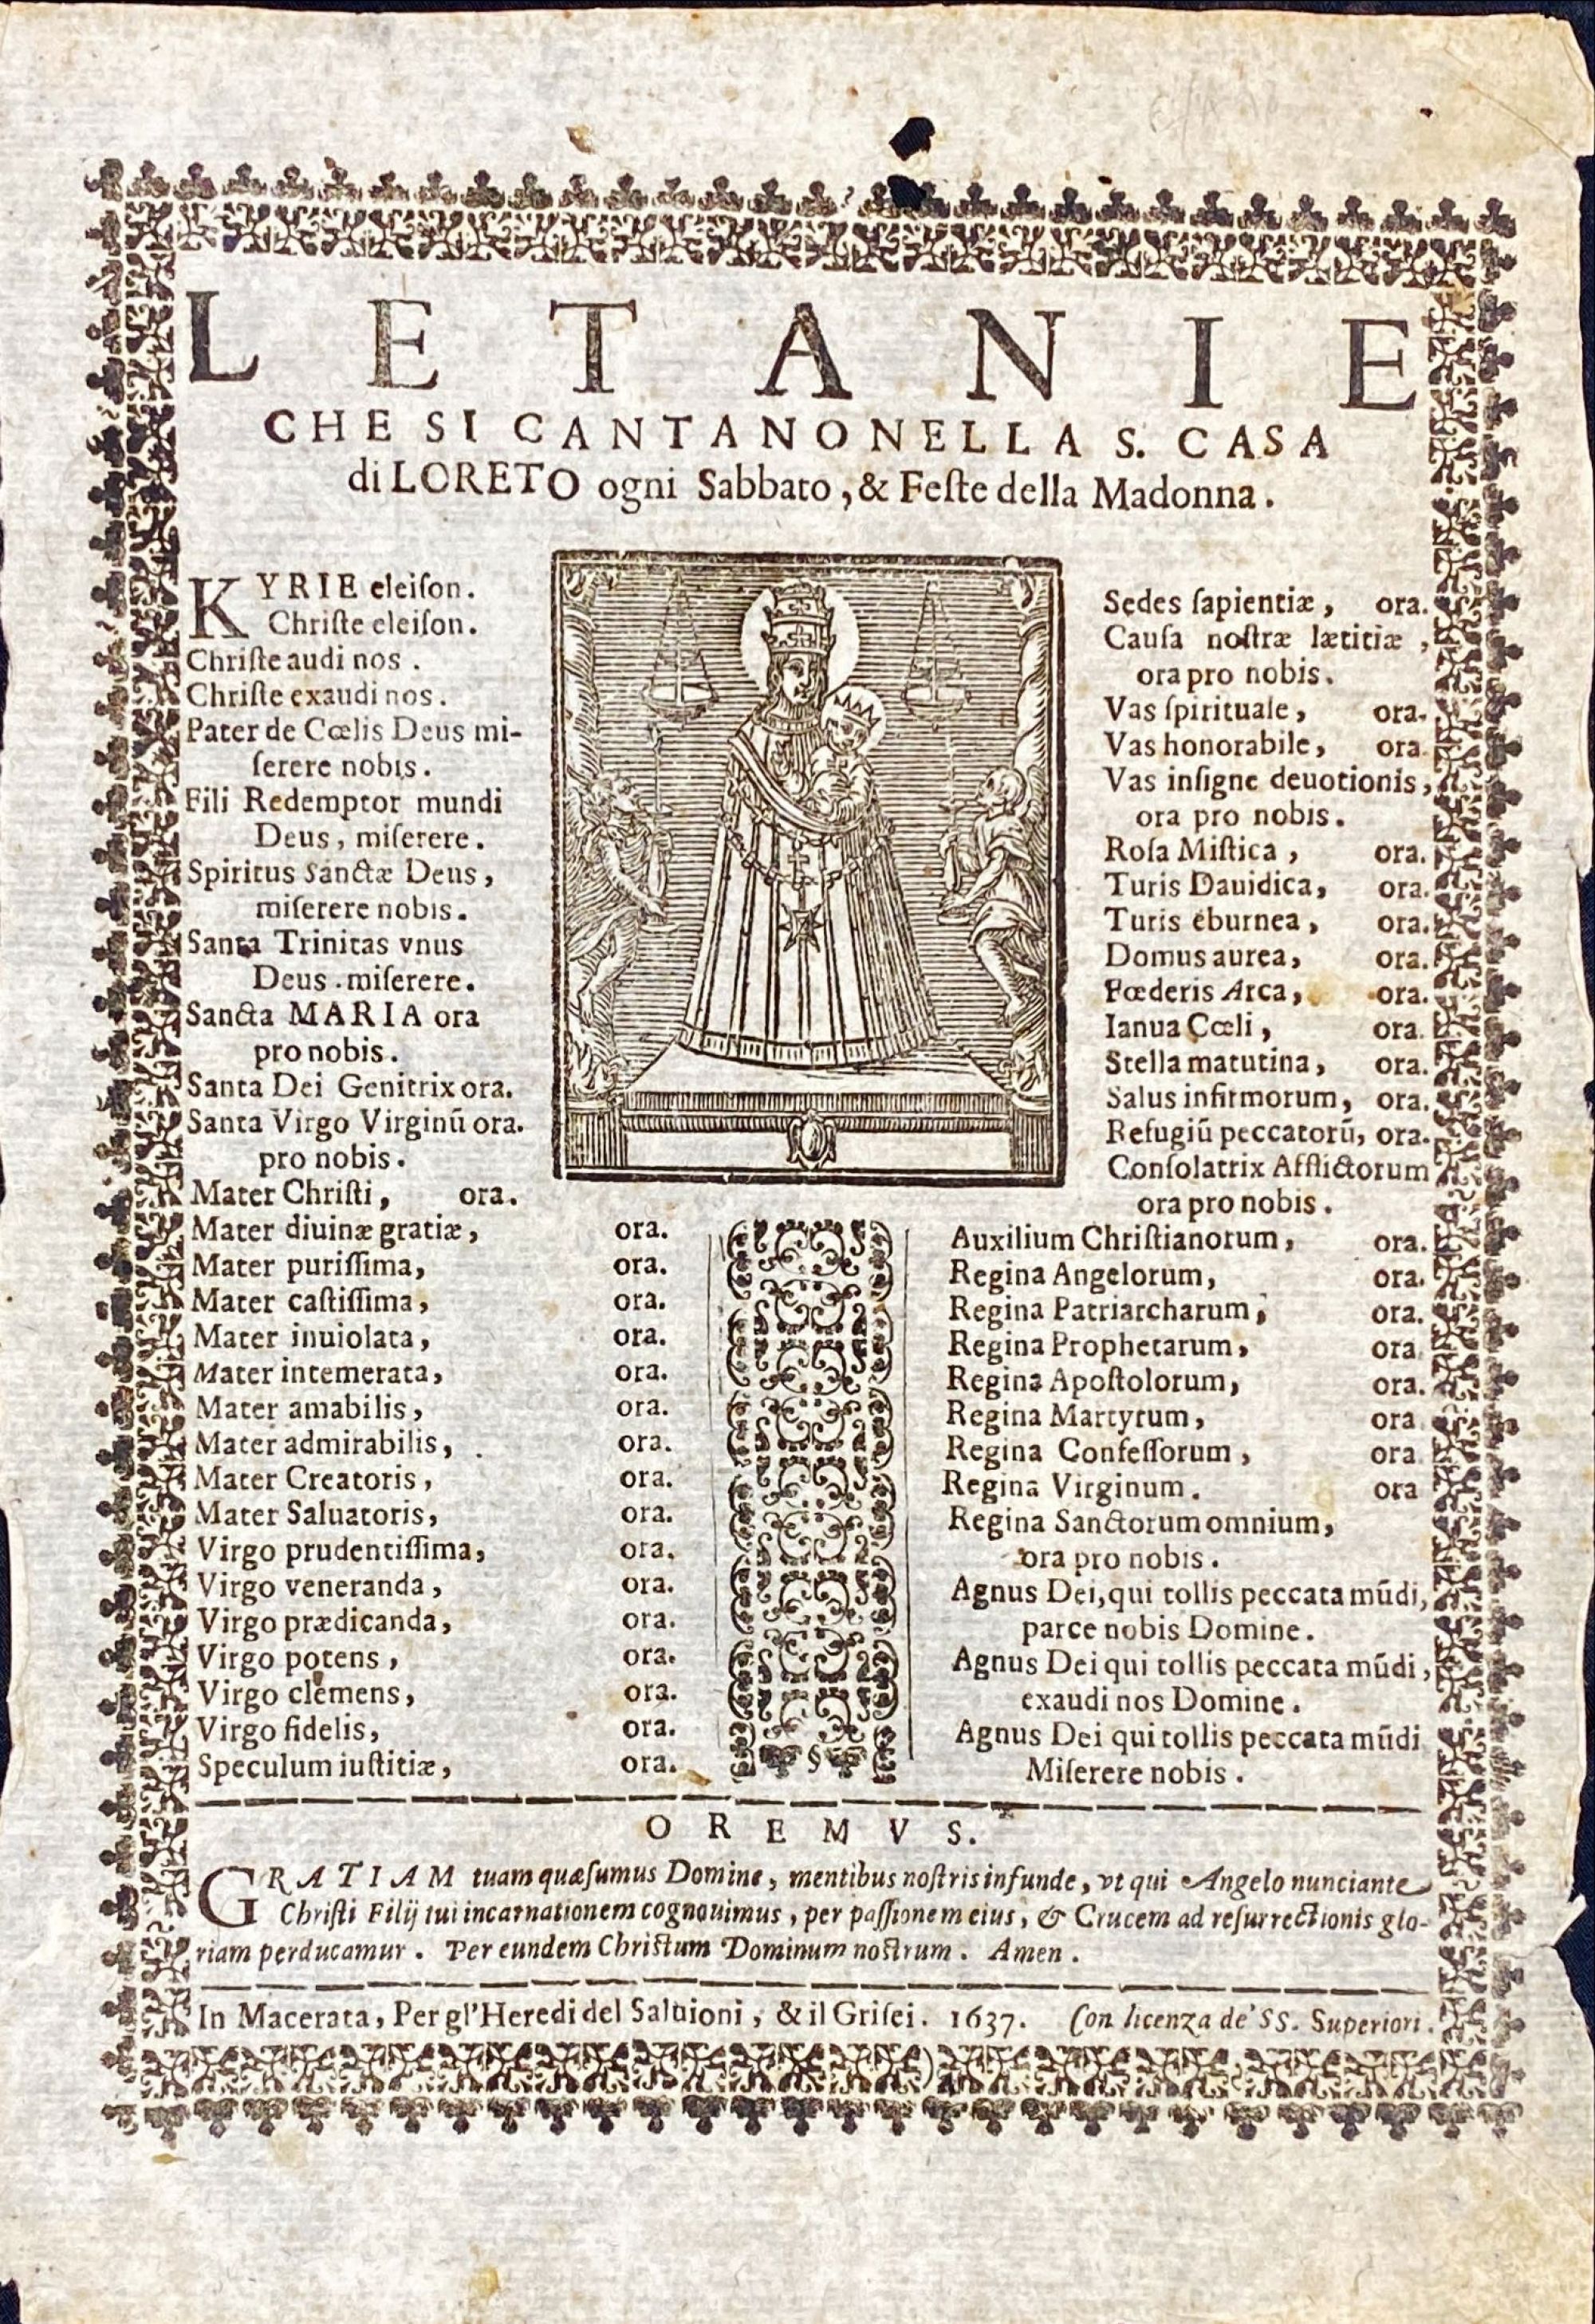 LETANIE
CHE SI CANTANO NELLA S. CASA
di LORETO ogni Sabbato, & Feſte della Madonna.
KYRIE eleiſon.
Chriſte eleiſon.
Chriſte audi nos.
Chriſte exaudi nos.
Pater de Cœlis Deus mi-
ſerere nobis.
Fili Redemptor mundi
Deus, miſerere.
Spiritus Sanctæ Deus,
miſerere nobis.
Santa Trinitas vnus
Deus. miſerere.
Sancta MARIA ora
pro nobis.
Santa Dei Genitrix ora.
Santa Virgo Virginū ora.
pro nobis.
Mater Chriſti, ora.
Mater diuinæ gratiæ, ora.
Mater puriſſima, ora.
Mater caſtiſſima, ora.
Mater inuiolata, ora.
Mater intemerata, ora.
Mater amabilis, ora.
Mater admirabilis, ora.
Mater Creatoris, ora.
Mater Saluatoris, ora.
Virgo prudentiſſima, ora.
Virgo veneranda, ora.
Virgo prædicanda, ora.
Virgo potens, ora.
Virgo clemens, ora.
Virgo fidelis, ora.
Speculum iuſtitiæ, ora.
Sedes ſapientiæ, ora.
Cauſa noſtræ lætitiæ,
ora pro nobis.
Vas ſpirituale, ora.
Vas honorabile, ora.
Vas inſigne deuotionis,
ora pro nobis.
Roſa Miſtica, ora.
Turis Dauidica, ora.
Turis eburnea, ora.
Domus aurea, ora.
Fœderis Arca, ora.
Ianua Cœli, ora.
Stella matutina, ora.
Salus infirmorum, ora.
Refugiū peccatorū, ora.
Conſolatrix Afflictorum
ora pro nobis.
Auxilium Chriſtianorum, ora.
Regina Angelorum, ora.
Regina Patriarcharum, ora.
Regina Prophetarum, ora
Regina Apoſtolorum, ora.
Regina Martyrum, ora
Regina Confeſſorum, ora
Regina Virginum. ora
Regina Sanctorum omnium,
ora pro nobis.
Agnus Dei, qui tollis peccata mūdi,
parce nobis Domine.
Agnus Dei qui tollis peccata mūdi,
exaudi nos Domine.
Agnus Dei qui tollis peccata mūdi
Miſerere nobis.
OREMVS.
GRATIAM tuam quæſumus Domine, mentibus noſtris infunde, vt qui Angelo nunciante
Chriſti Filij tui incarnationem cognouimus, per paſſionem eius, & Crucem ad reſurrectionis glo-
riam perducamur. Per eundem Chriſtum Dominum noſtrum. Amen.
In Macerata, Per gl'Heredi del Saluioni, & il Griſei. 1637. Con licenza de' SS. Superiori.